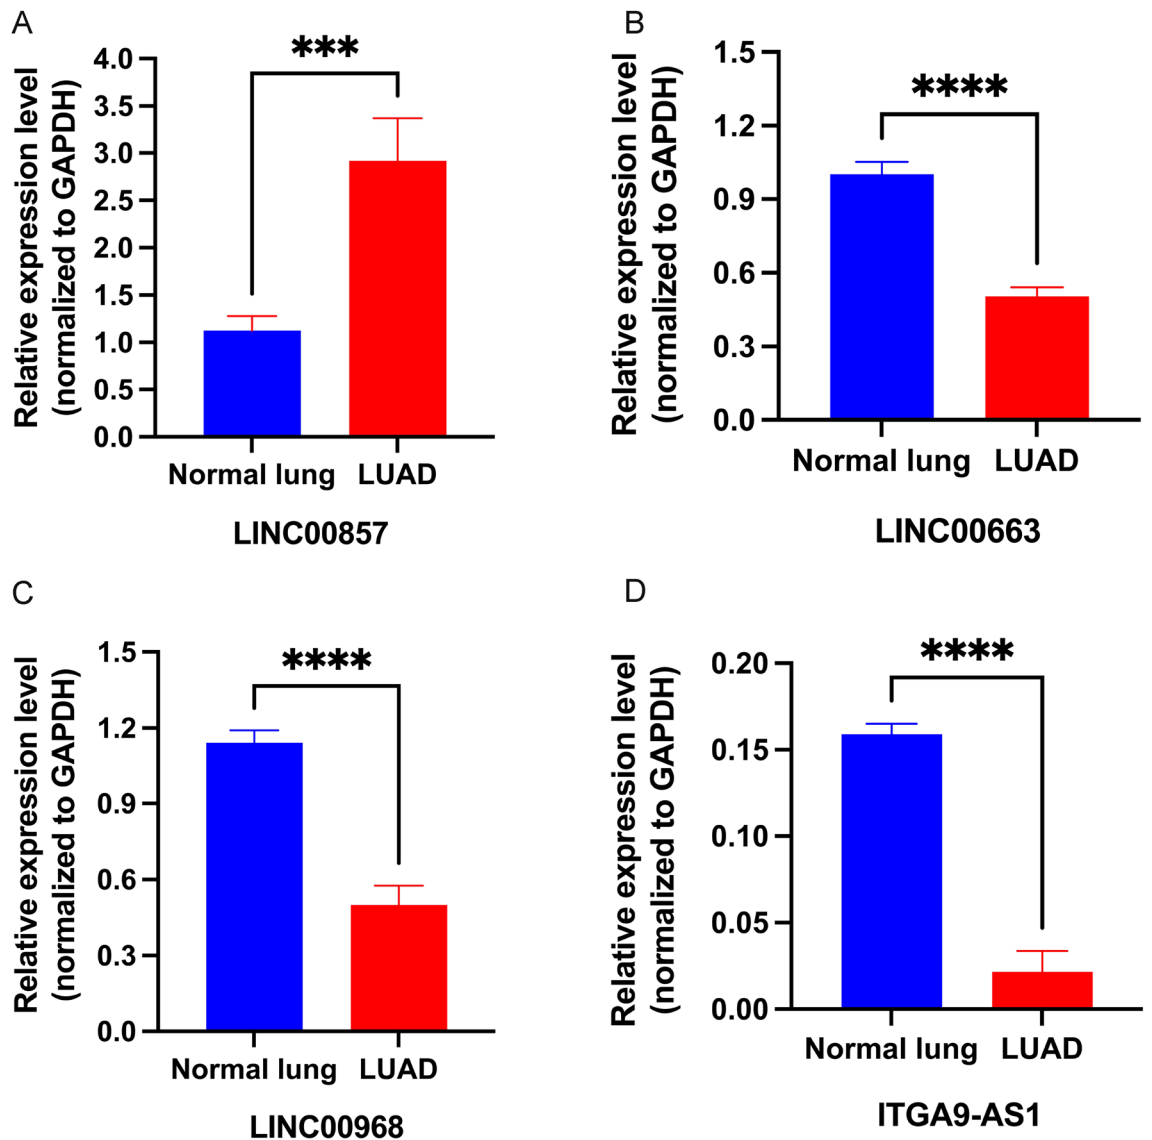 A
Relative expression level
(normalized to GAPDH)
4.0
3.5
3.0
2.5
2.0
1.5
1.0
0.5
0.0
***
Normal lung
LUAD
LINC00857
B
Relative expression level
(normalized to GAPDH)
1.5
1.2
0.9
0.6
0.3
0.0
****
Normal lung
LUAD
LINC00663
C
Relative expression level
(normalized to GAPDH)
1.5
1.2
0.9
0.6
0.3
0.0
****
Normal lung
LUAD
LINC00968
D
Relative expression level
(normalized to GAPDH)
0.20
0.15
0.10
0.05
0.00
****
Normal lung
LUAD
ITGA9-AS1